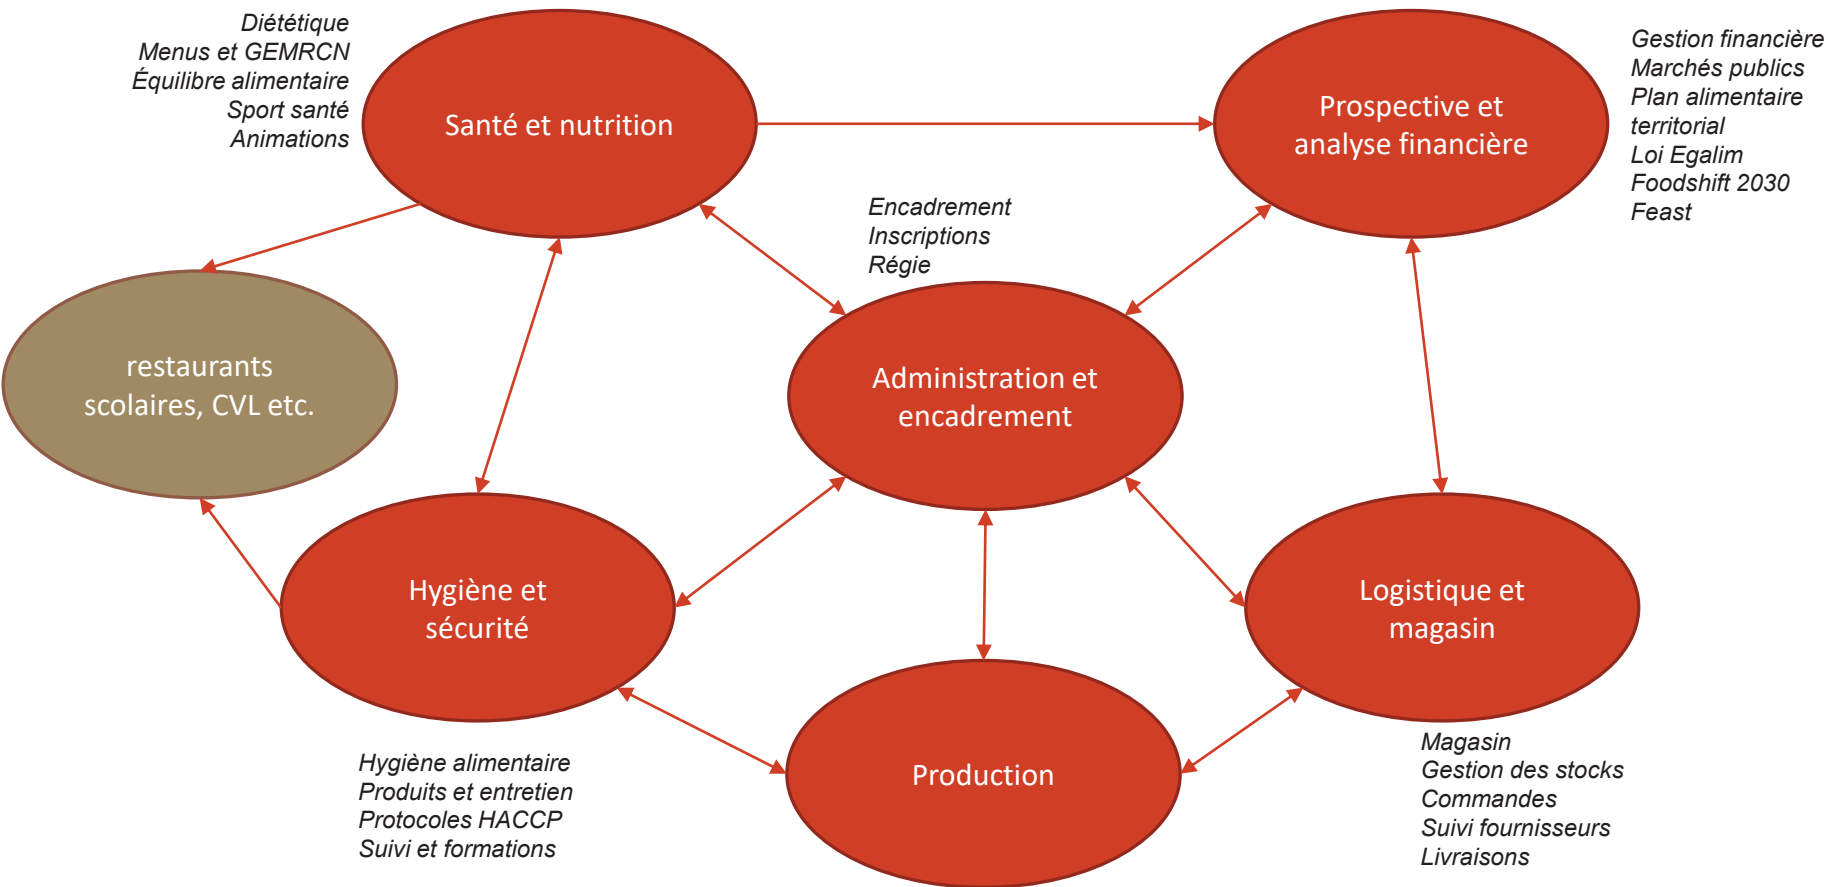 Diététique
Menus et GEMRCN
Équilibre alimentaire
Sport santé
Animations
Santé et nutrition
Prospective et
analyse financière
Gestion financière
Marchés publics
Plan alimentaire
territorial
Loi Egalim
Foodshift 2030
Feast
Encadrement
Inscriptions
Régie
restaurants
scolaires, CVL etc.
Administration et
encadrement
Hygiène et
sécurité
Logistique et
magasin
Hygiène alimentaire
Produits et entretien
Protocoles HACCP
Suivi et formations
Production
Magasin
Gestion des stocks
Commandes
Suivi fournisseurs
Livraisons